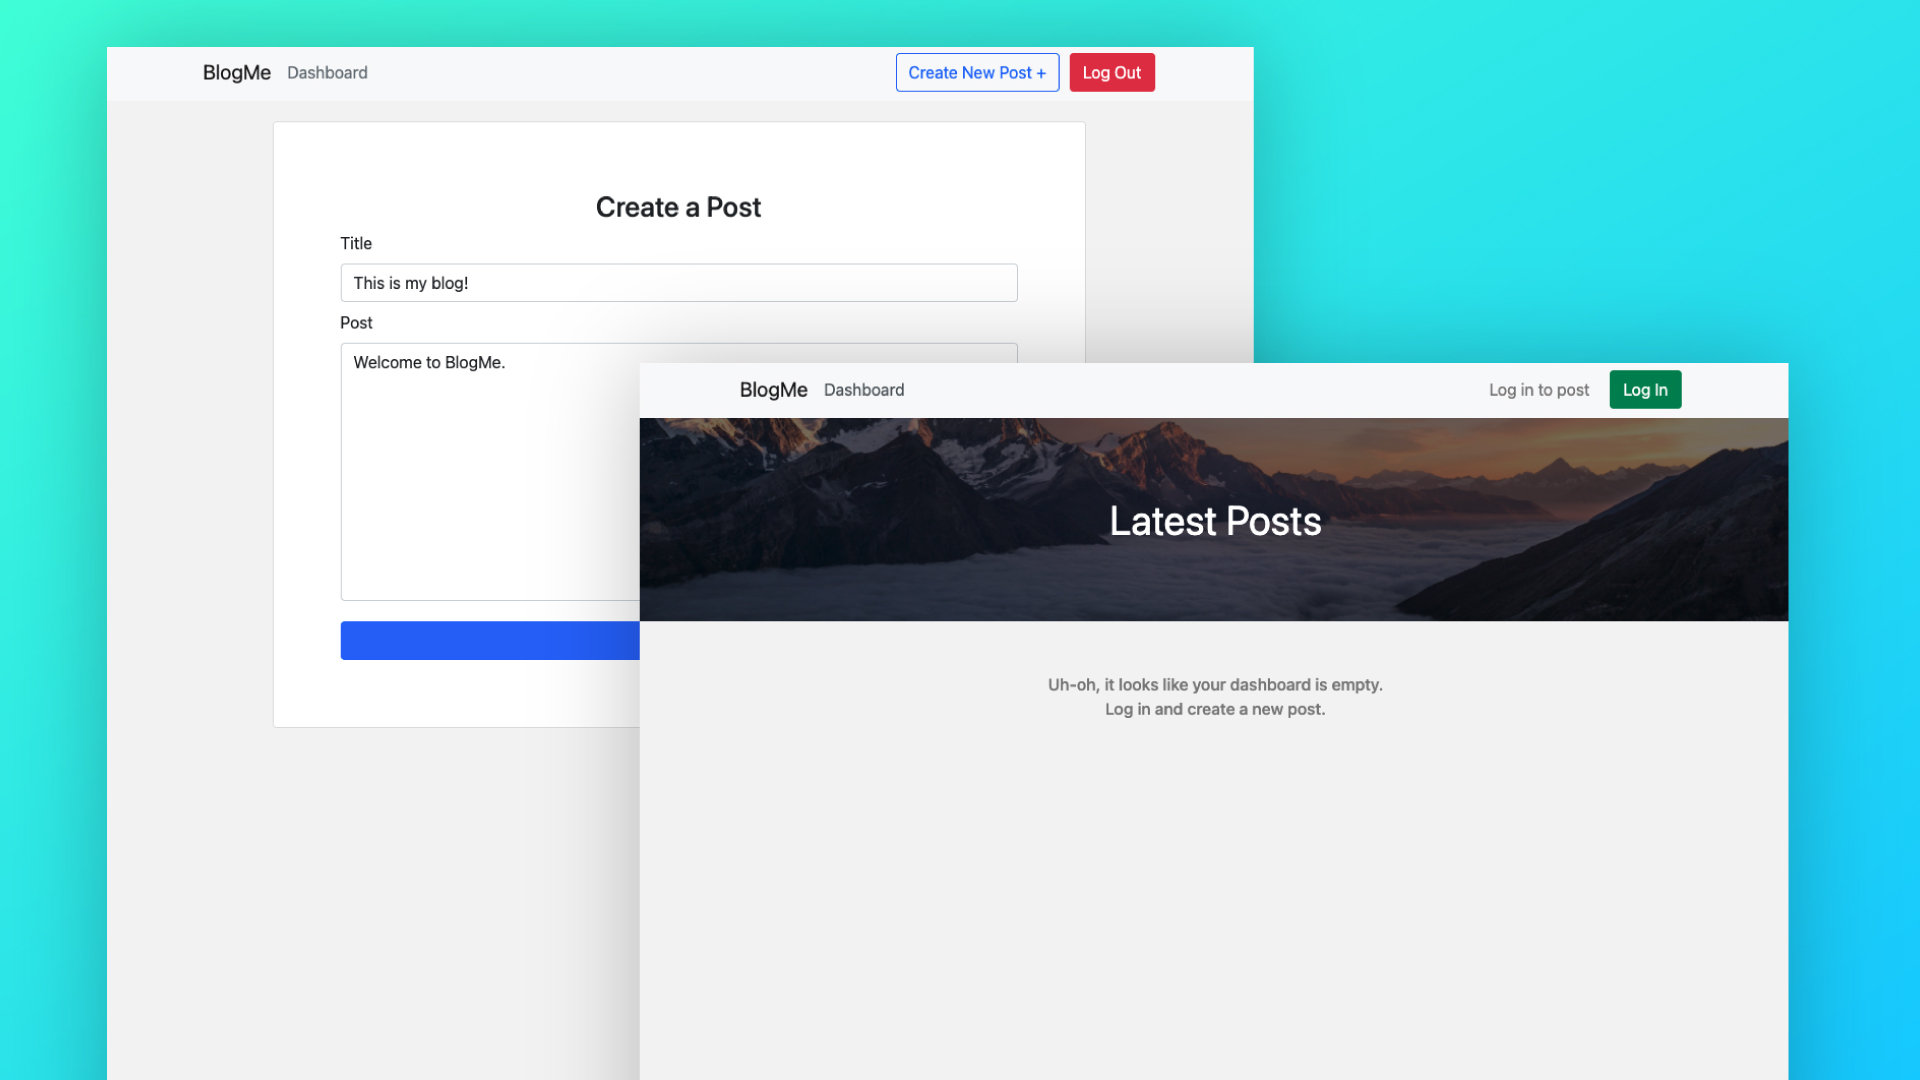 BlogMe Dashboard Create New Post + Log Out
Create a Post
Title
This is my blog!
Post
Welcome to BlogMe.
BlogMe Dashboard Log in to post Log In
Latest Posts
Uh-oh, it looks like your dashboard is empty.
Log in and create a new post.